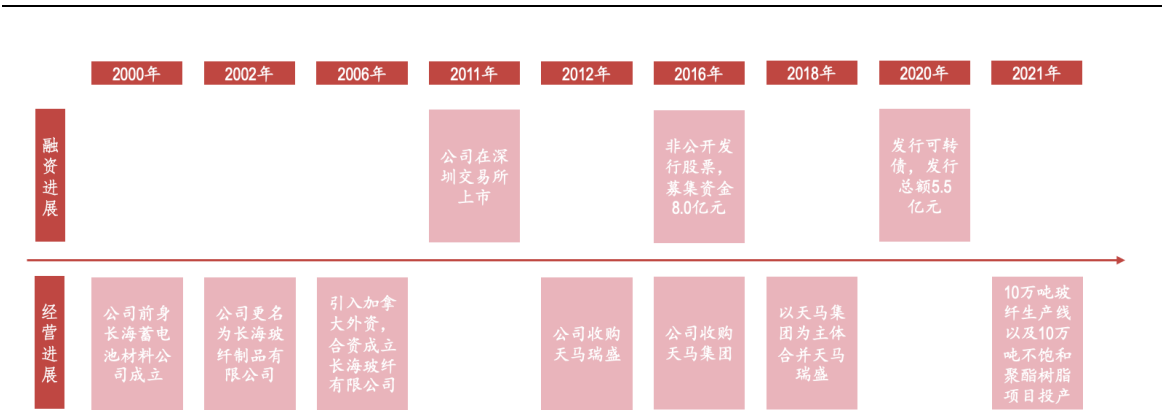 2000年
2002年
2006年
2011年
2012年
2016年
2018年
2020年
2021年
融资进展
公司在深
圳交易所
上市
非公开发
行股票，
募集资金
8.0亿元
发行可转
债，发行
总额5.5
亿元
经营进展
公司前身
长海蓄电
池材料公
司成立
公司更名
为长海玻
纤制品有
限公司
引入加拿
大外资，
合资成立
长海玻纤
有限公司
公司收购
天马瑞盛
公司收购
天马集团
以天马集
团为主体
合并天马
瑞盛
10万吨玻
纤生产线
以及10万
吨不饱和
聚酯树脂
项目投产